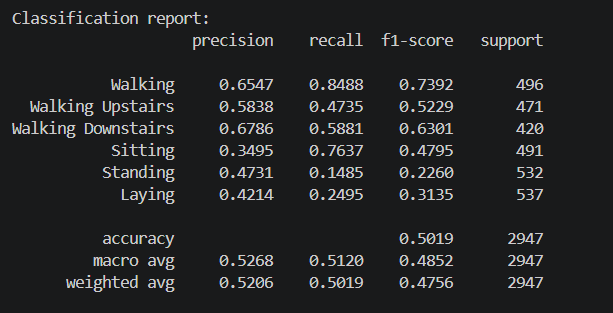 Classification report:
precision recall f1-score support
Walking 0.6547 0.8488 0.7392 496
Walking Upstairs 0.5838 0.4735 0.5229 471
Walking Downstairs 0.6786 0.5881 0.6301 420
Sitting 0.3495 0.7637 0.4795 491
Standing 0.4731 0.1485 0.2260 532
Laying 0.4214 0.2495 0.3135 537
accuracy 0.5019 2947
macro avg 0.5268 0.5120 0.4852 2947
weighted avg 0.5206 0.5019 0.4756 2947